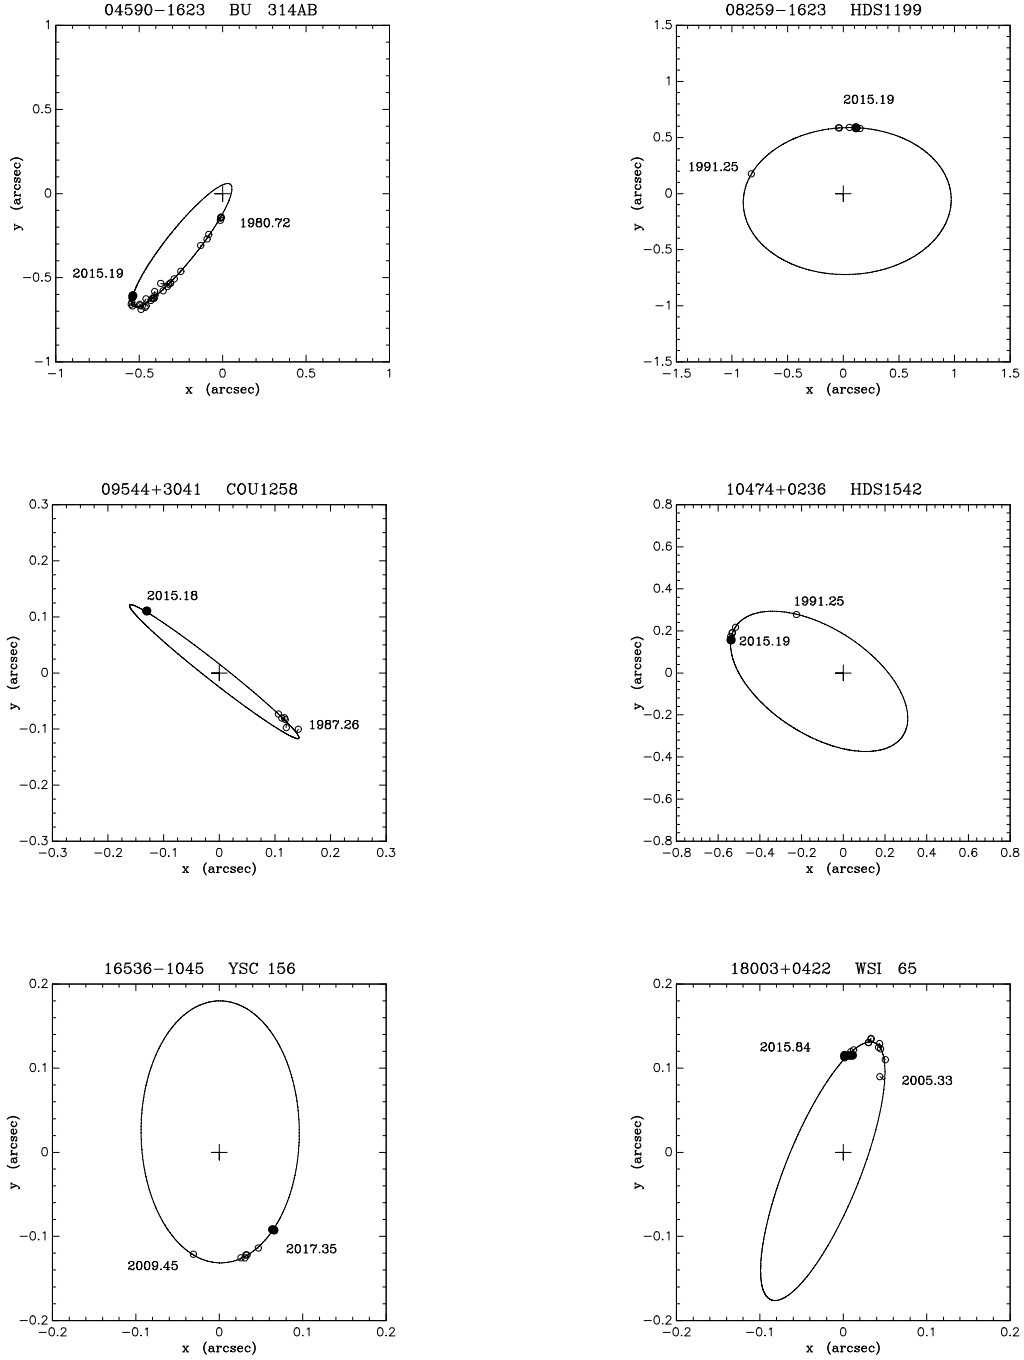 04590−1623 BU 314AB
1
0.5
0
−0.5
−1
y (arcsec)
1980.72
2015.19
−1 −0.5 0 0.5 1
x (arcsec)
08259−1623 HDS1199
1.5
1
0.5
0
−0.5
−1
−1.5
y (arcsec)
2015.19
1991.25
−1.5 −1 −0.5 0 0.5 1 1.5
x (arcsec)
09544+3041 COU1258
0.3
0.2
0.1
0
−0.1
−0.2
−0.3
y (arcsec)
2015.18
1987.26
−0.3 −0.2 −0.1 0 0.1 0.2 0.3
x (arcsec)
10474+0236 HDS1542
0.8
0.6
0.4
0.2
0
−0.2
−0.4
−0.6
−0.8
y (arcsec)
1991.25
2015.19
−0.8 −0.6 −0.4 −0.2 0 0.2 0.4 0.6 0.8
x (arcsec)
16536−1045 YSC 156
0.2
0.1
0
−0.1
−0.2
y (arcsec)
2017.35
2009.45
−0.2 −0.1 0 0.1 0.2
x (arcsec)
18003+0422 WSI 65
0.2
0.1
0
−0.1
−0.2
y (arcsec)
2015.84
2005.33
−0.2 −0.1 0 0.1 0.2
x (arcsec)